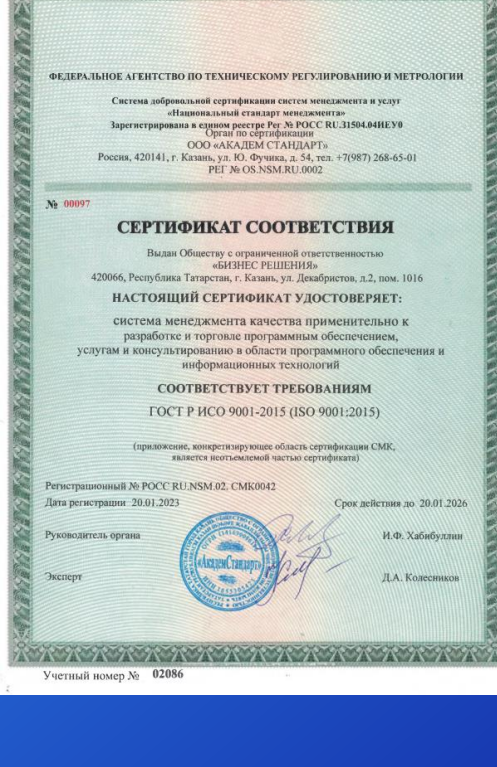 ФЕДЕРАЛЬНОЕ АГЕНТСТВО ПО ТЕХНИЧЕСКОМУ РЕГУЛИРОВАНИЮ И МЕТРОЛОГИИ
Система добровольной сертификации систем менеджмента и услуг
«Национальный стандарт менеджмента»
Зарегистрирована в едином реестре Рег № РОСС RU.31504.04ИЕУ0
Орган по сертификации
ООО «АКАДЕМ СТАНДАРТ»
Россия, 420141, г. Казань, ул. Ю. Фучика, д. 54, тел. +7(987) 268-65-01
РЕГ № OS.NSM.RU.0002
№ 00097
СЕРТИФИКАТ СООТВЕТСТВИЯ
Выдан Обществу с ограниченной ответственностью
«БИЗНЕС РЕШЕНИЯ»
420066, Республика Татарстан, г. Казань, ул. Декабристов, д.2, пом. 1016
НАСТОЯЩИЙ СЕРТИФИКАТ УДОСТОВЕРЯЕТ:
система менеджмента качества применительно к
разработке и торговле программным обеспечением,
услугам и консультированию в области программного обеспечения и
информационных технологий
СООТВЕТСТВУЕТ ТРЕБОВАНИЯМ
ГОСТ Р ИСО 9001-2015 (ISO 9001:2015)
(приложение, конкретизирующее область сертификации СМК,
является неотъемлемой частью сертификата)
Регистрационный № РОСС RU.NSM.02. СМК0042
Дата регистрации 20.01.2023 Срок действия до 20.01.2026
Руководитель органа И.Ф. Хабибуллин
«АкадемСтандарт»
Эксперт Д.А. Колесников
Учетный номер № 02086